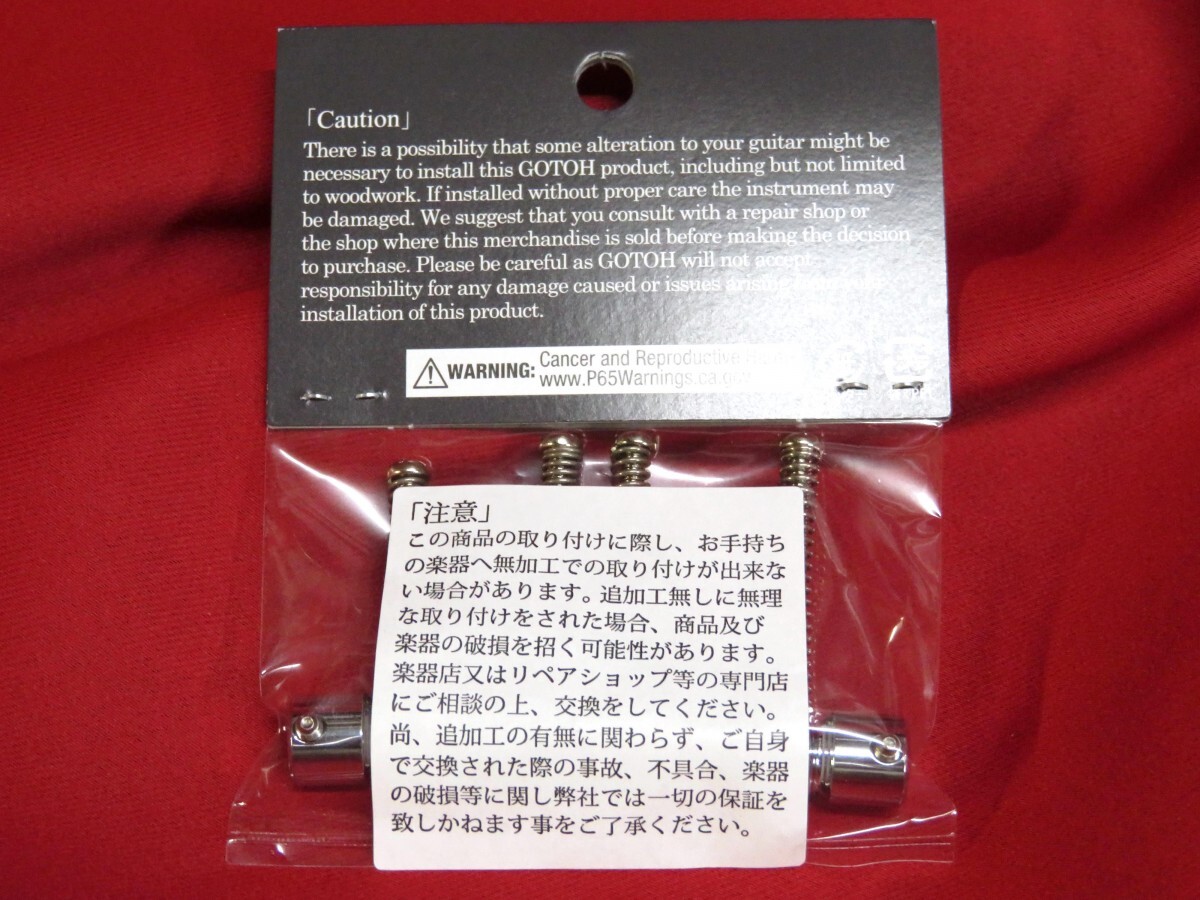 「Caution」
There is a possibility that some alteration to your guitar might be
necessary to install this GOTOH product, including but not limited
to woodwork. If installed without proper care the instrument may
be damaged. We suggest that you consult with a repair shop or
the shop where this merchandise is sold before making the decision
to purchase. Please be careful as GOTOH will not accept
responsibility for any damage caused or issues arising from your
installation of this product.
WARNING: Cancer and Reproductive
www.P65Warnings.ca.gov
「注意」
この商品の取り付けに際し、お手持ち
の楽器へ無加工での取り付けが出来な
い場合があります。追加工無しに無理
な取り付けをされた場合、商品及び
楽器の破損を招く可能性があります。
楽器店又はリペアショップ等の専門店
にご相談の上、交換をしてください。
尚、追加工の有無に関わらず、ご自身
で交換された際の事故、不具合、楽器
の破損等に関し弊社では一切の保証を
致しかねます事をご了承ください。